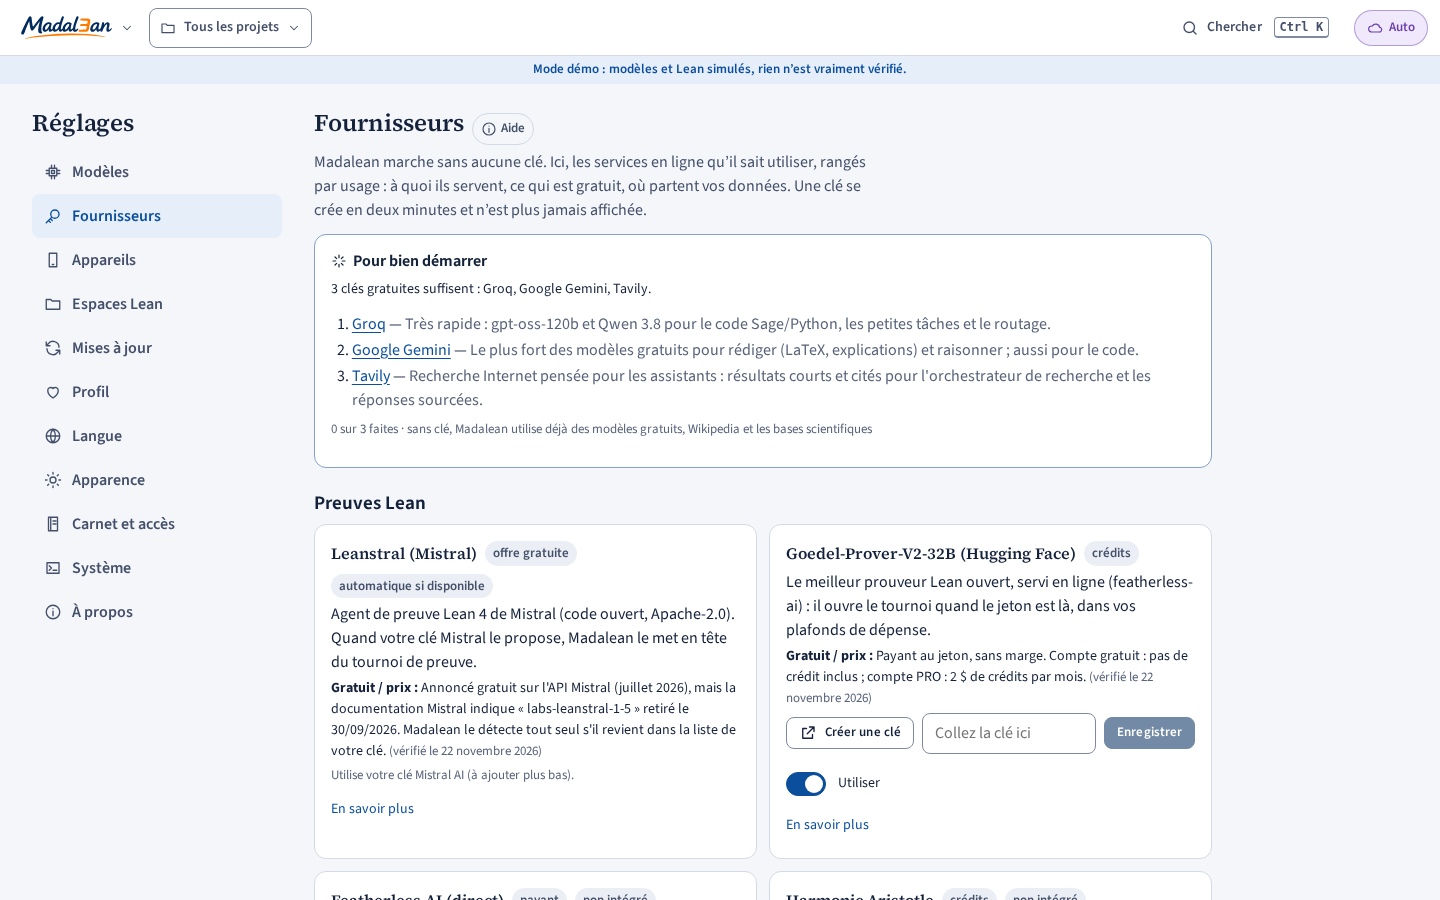 Madalean
Tous les projets
Chercher Ctrl K
Auto
Mode démo : modèles et Lean simulés, rien n’est vraiment vérifié.
Réglages
Modèles
Fournisseurs
Appareils
Espaces Lean
Mises à jour
Profil
Langue
Apparence
Carnet et accès
Système
À propos
Fournisseurs
Aide
Madalean marche sans aucune clé. Ici, les services en ligne qu’il sait utiliser, rangés
par usage : à quoi ils servent, ce qui est gratuit, où partent vos données. Une clé se
crée en deux minutes et n’est plus jamais affichée.
Pour bien démarrer
3 clés gratuites suffisent : Groq, Google Gemini, Tavily.
1. Groq — Très rapide : gpt-oss-120b et Qwen 3.8 pour le code Sage/Python, les petites tâches et le routage.
2. Google Gemini — Le plus fort des modèles gratuits pour rédiger (LaTeX, explications) et raisonner ; aussi pour le code.
3. Tavily — Recherche Internet pensée pour les assistants : résultats courts et cités pour l'orchestrateur de recherche et les
réponses sourcées.
0 sur 3 faites · sans clé, Madalean utilise déjà des modèles gratuits, Wikipedia et les bases scientifiques
Preuves Lean
Leanstral (Mistral) offre gratuite
automatique si disponible
Agent de preuve Lean 4 de Mistral (code ouvert, Apache-2.0).
Quand votre clé Mistral le propose, Madalean le met en tête
du tournoi de preuve.
Gratuit / prix : Annoncé gratuit sur l'API Mistral (juillet 2026), mais la
documentation Mistral indique « labs-leanstral-1-5 » retiré le
30/09/2026. Madalean le détecte tout seul s'il revient dans la liste de
votre clé. (vérifié le 22 novembre 2026)
Utilise votre clé Mistral AI (à ajouter plus bas).
En savoir plus
Goedel-Prover-V2-32B (Hugging Face) crédits
Le meilleur prouveur Lean ouvert, servi en ligne (featherless-
ai) : il ouvre le tournoi quand le jeton est là, dans vos
plafonds de dépense.
Gratuit / prix : Payant au jeton, sans marge. Compte gratuit : pas de
crédit inclus ; compte PRO : 2 $ de crédits par mois. (vérifié le 22
novembre 2026)
Créer une clé
Collez la clé ici
Enregistrer
Utiliser
En savoir plus
Featherless AI (direct) payant non intégré
Harmonic Aristotle crédits non intégré